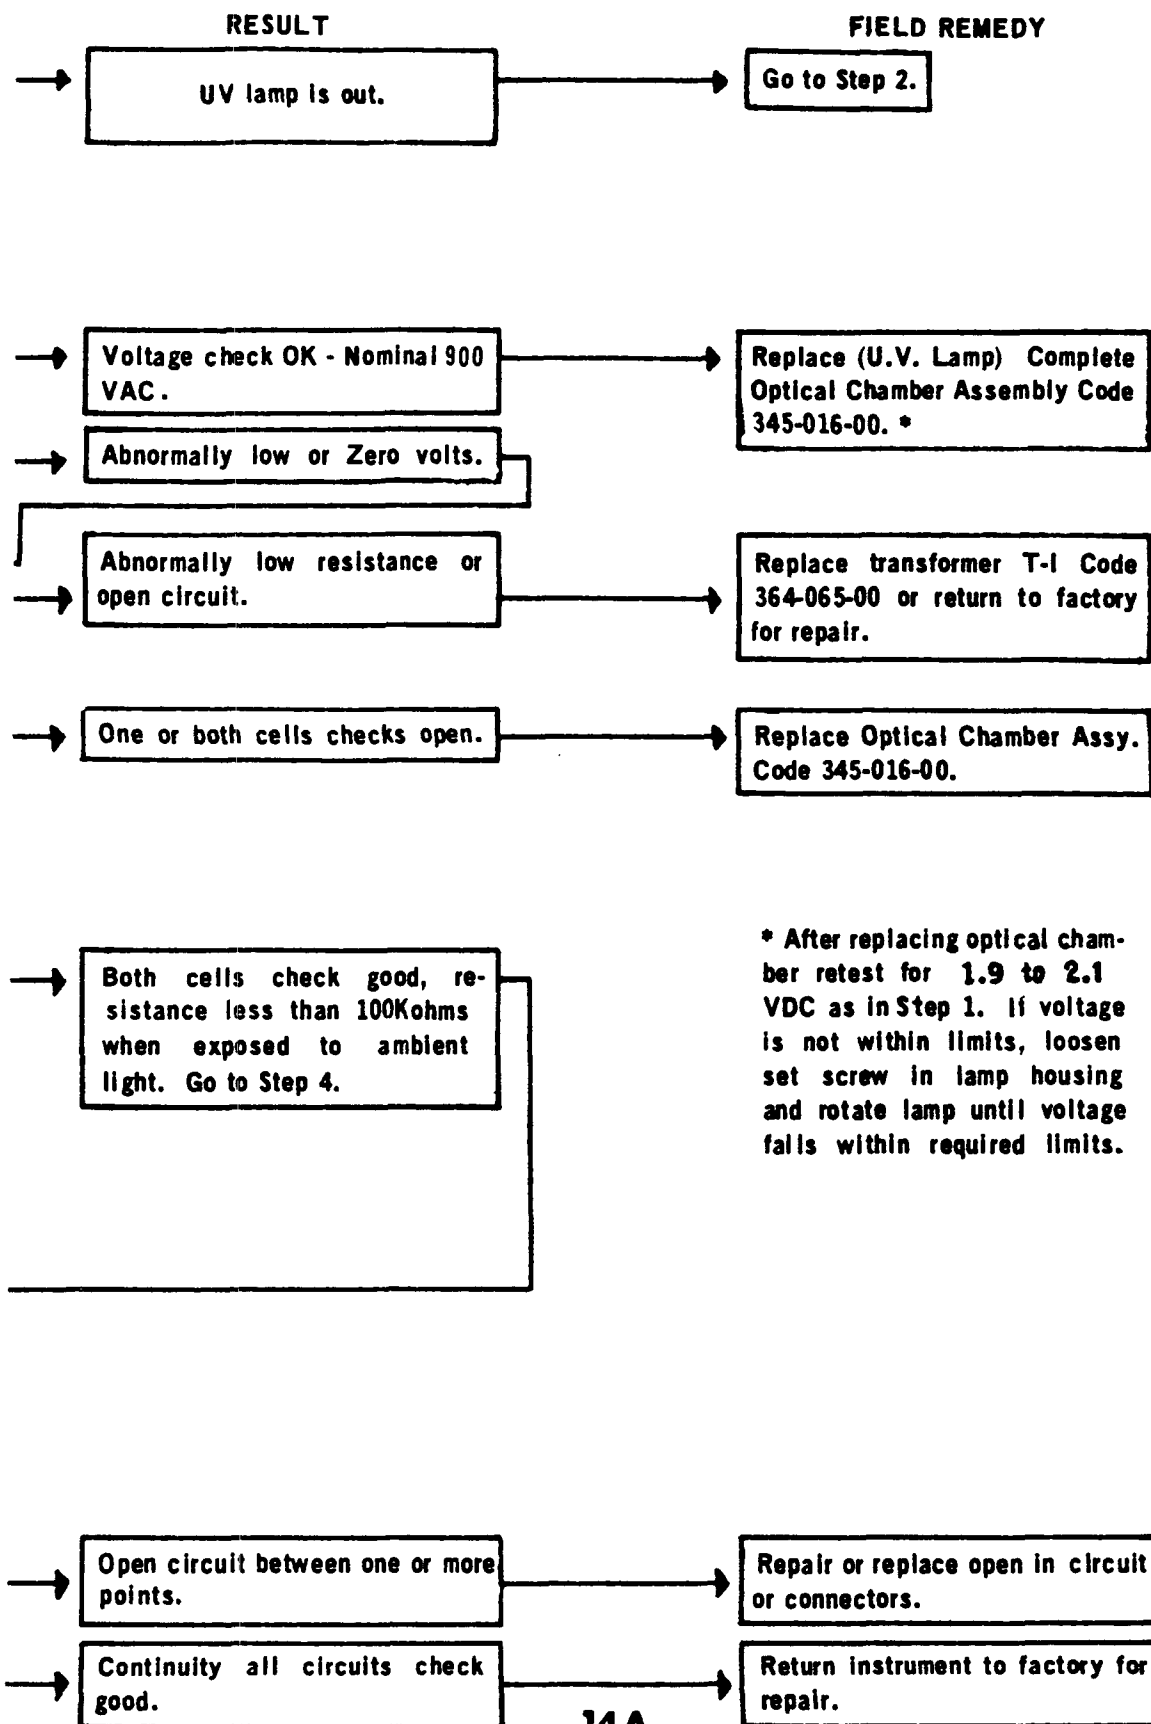 RESULT
FIELD REMEDY
UV lamp is out.
Go to Step 2.
Voltage check OK - Nominal 900
VAC.
Replace (U.V. Lamp) Complete
Optical Chamber Assembly Code
345-016-00. *
Abnormally low or Zero volts.
Abnormally low resistance or
open circuit.
Replace transformer T-1 Code
364-065-00 or return to factory
for repair.
One or both cells checks open.
Replace Optical Chamber Assy.
Code 345-016-00.
Both cells check good, re-
sistance less than 100Kohms
when exposed to ambient
light. Go to Step 4.
* After replacing optical cham-
ber retest for 1.9 to 2.1
VDC as in Step 1. If voltage
is not within limits, loosen
set screw in lamp housing
and rotate lamp until voltage
falls within required limits.
Open circuit between one or more
points.
Repair or replace open in circuit
or connectors.
Continuity all circuits check
good.
Return instrument to factory for
repair.
14A